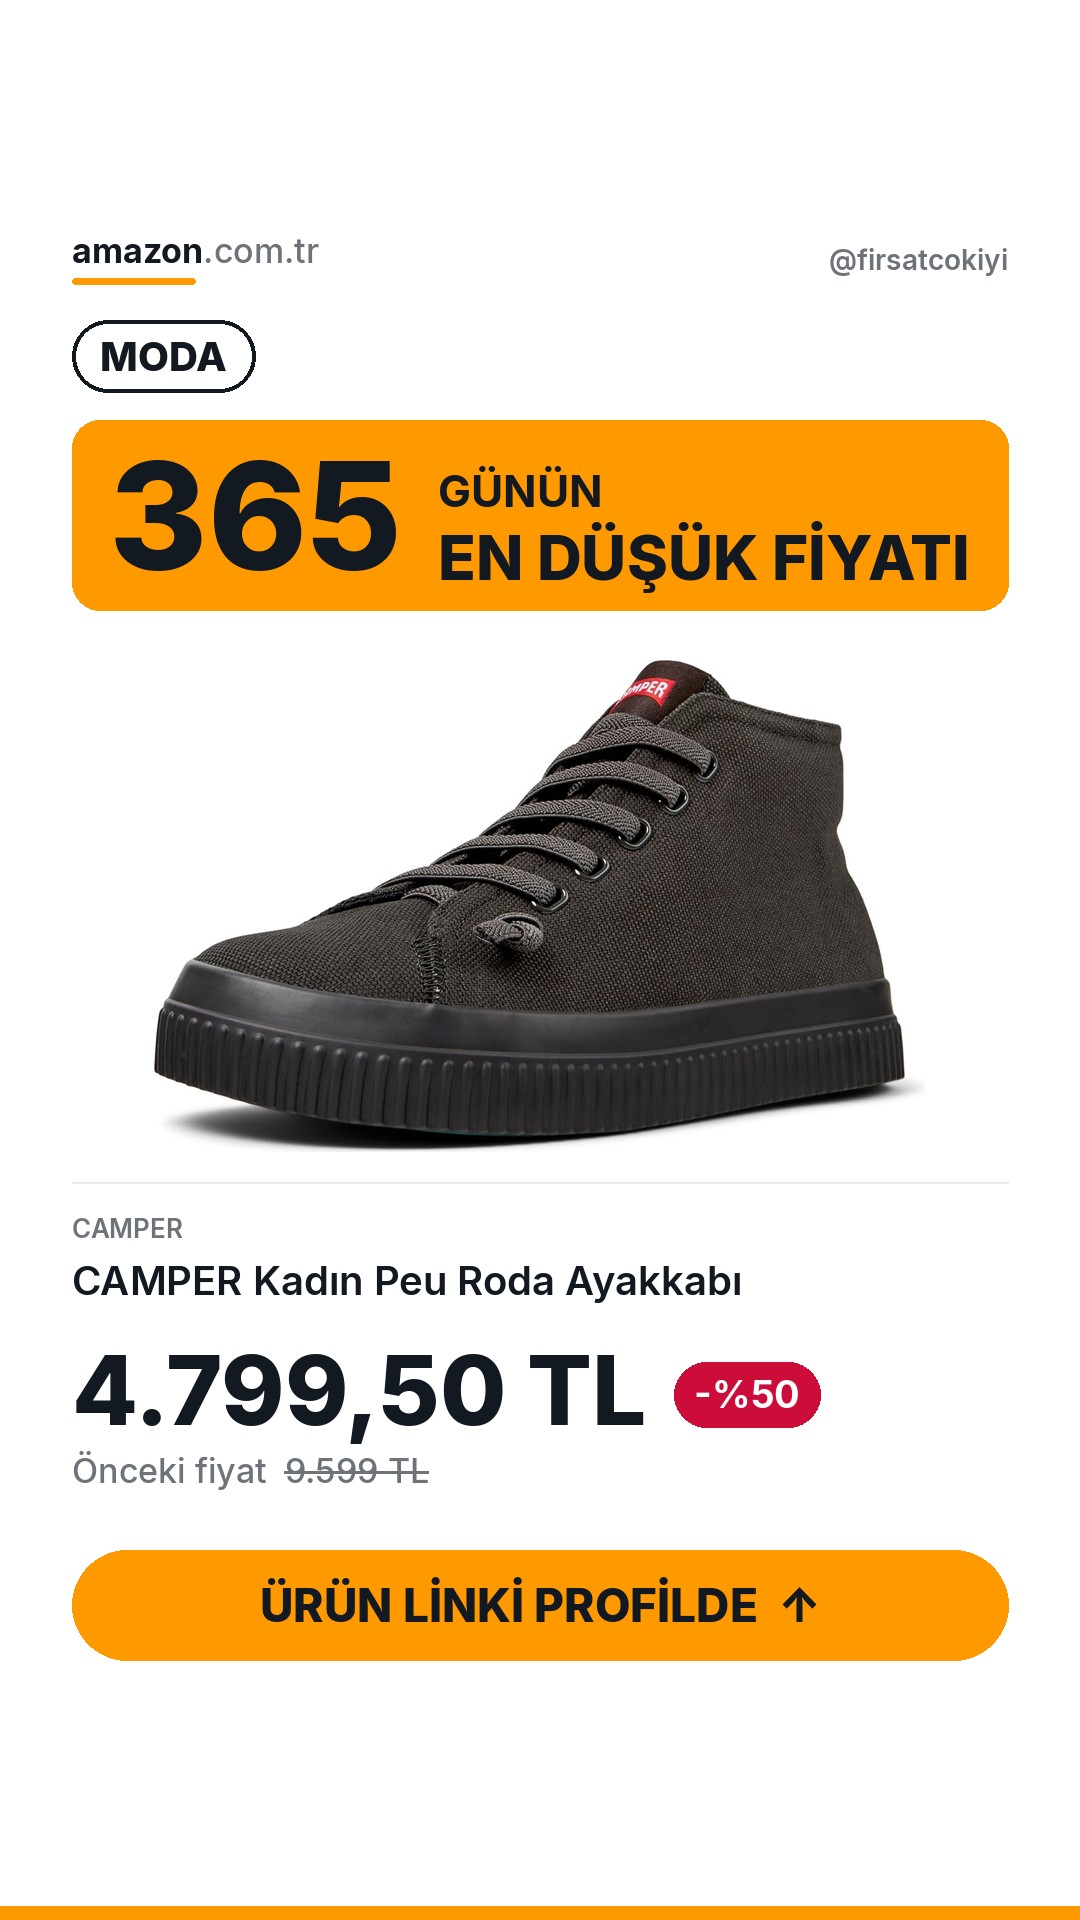 amazon.com.tr
@firsatcokiyi
MODA
365 GÜNÜN
EN DÜŞÜK FİYATI
CAMPER
CAMPER Kadın Peu Roda Ayakkabı
4.799,50 TL -%50
Önceki fiyat 9.599 TL
ÜRÜN LİNKİ PROFİLDE ↑